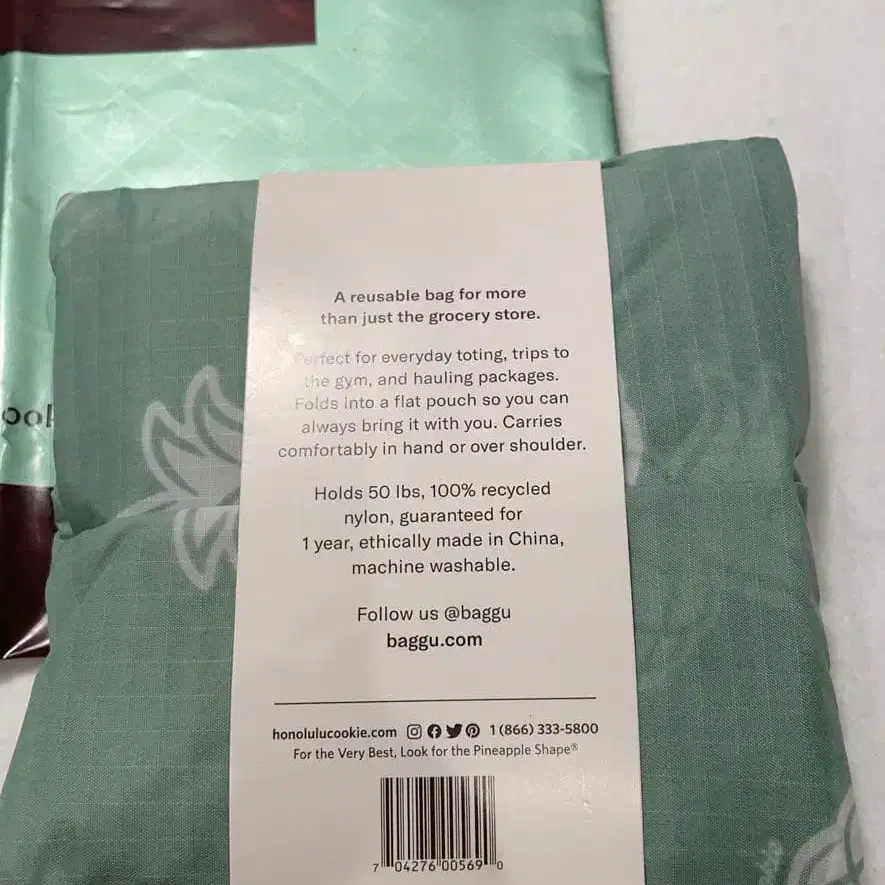 A reusable bag for more
than just the grocery store.
Perfect for everyday toting, trips to
the gym, and hauling packages.
Folds into a flat pouch so you can
always bring it with you. Carries
comfortably in hand or over shoulder.
Holds 50 lbs, 100% recycled
nylon, guaranteed for
1 year, ethically made in China,
machine washable.
Follow us @baggu
baggu.com
honolulucookie.com 1 (866) 333-5800
For the Very Best, Look for the Pineapple Shape®
7 04276 00569 0